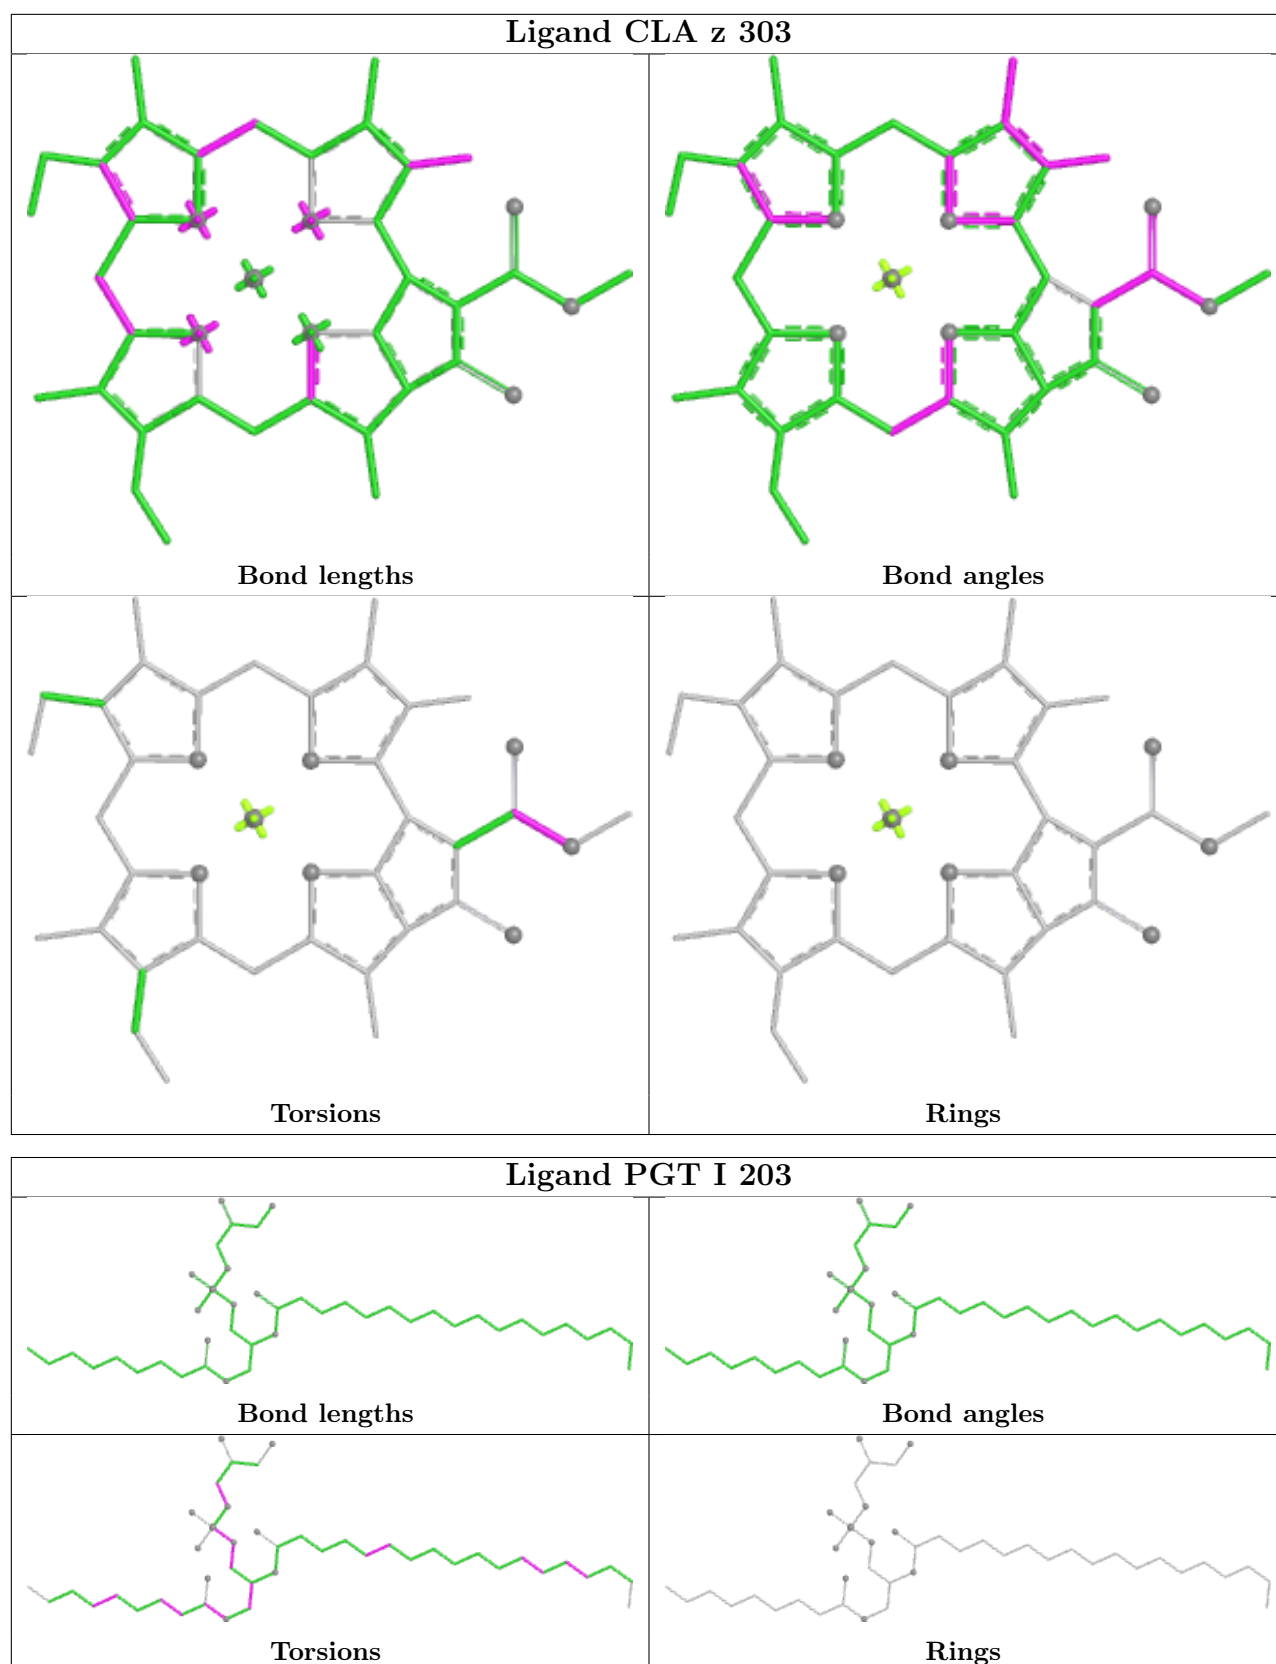 Ligand CLA z 303
Bond lengths
Bond angles
Torsions
Rings
Ligand PGT I 203
Bond lengths
Bond angles
Torsions
Rings